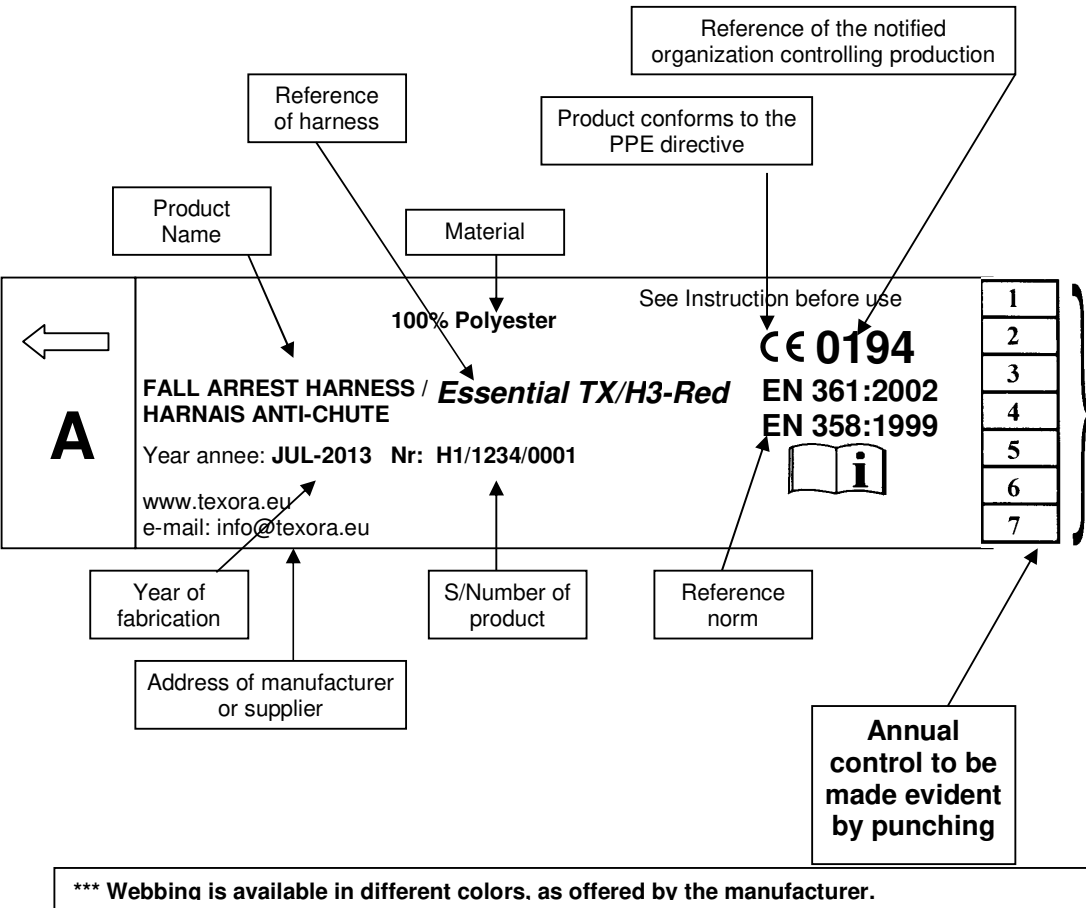 Reference of the notified
organization controlling production
Reference
of harness
Product conforms to the
PPE directive
Product
Name
Material
See Instruction before use
100% Polyester
CE 0194
FALL ARREST HARNESS /
HARNAIS ANTI-CHUTE
Essential TX/H3-Red
EN 361:2002
EN 358:1999
A
Year annee: JUL-2013 Nr: H1/1234/0001
i
www.texora.eu
e-mail: info@texora.eu
1
2
3
4
5
6
7
Year of
fabrication
S/Number of
product
Reference
norm
Address of manufacturer
or supplier
Annual
control to be
made evident
by punching
*** Webbing is available in different colors, as offered by the manufacturer.